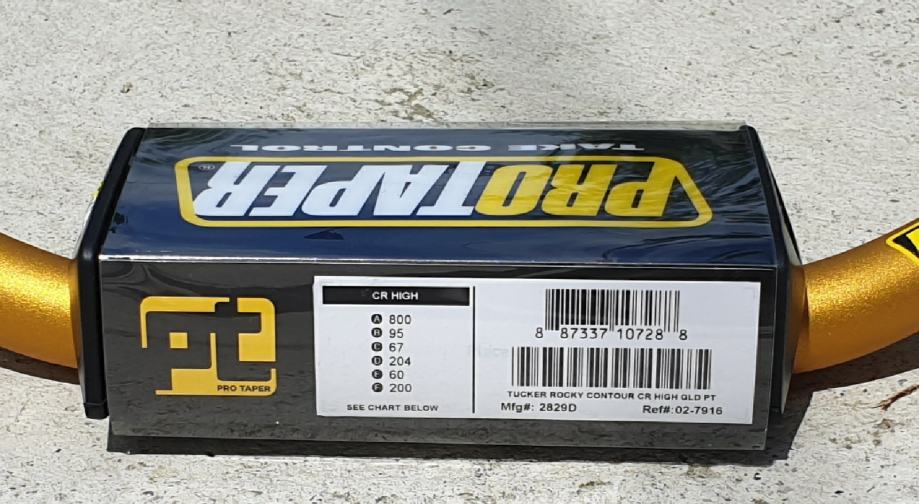 TAKE CONTROL
PROTAPER
pt
PRO TAPER
CR HIGH
A 800
B 95
C 67
D 204
E 60
F 200
SEE CHART BELOW
8 87337 10728 8
TUCKER ROCKY CONTOUR CR HIGH GLD PT
Mfg#: 2829D
Ref#:02-7916